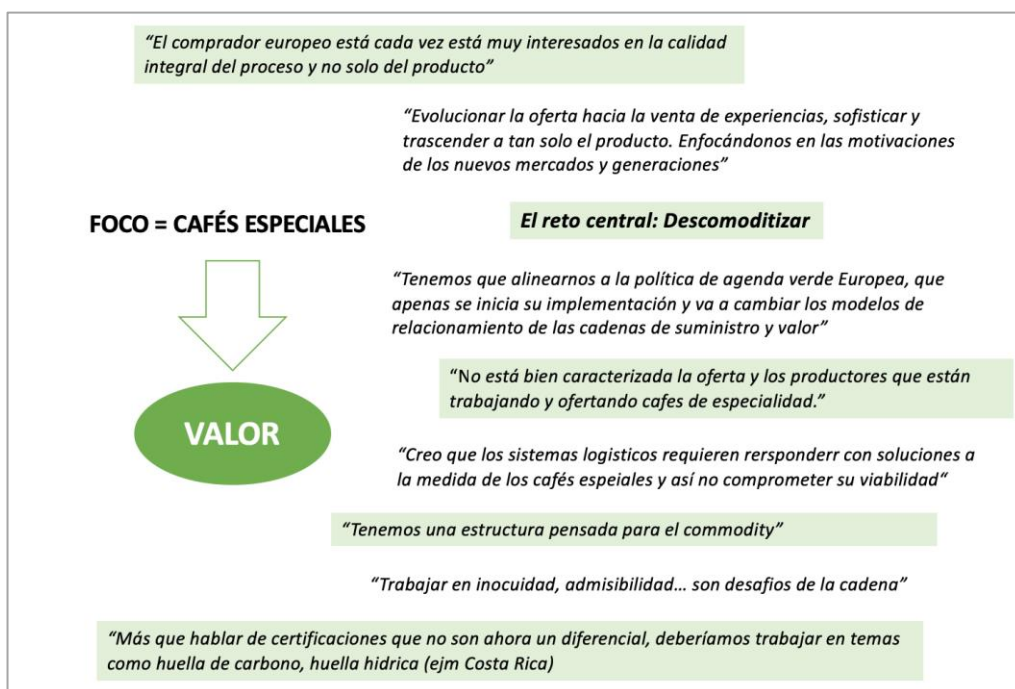 “El comprador europeo está cada vez está muy interesados en la calidad
integral del proceso y no solo del producto”
“Evolucionar la oferta hacia la venta de experiencias, sofisticar y
trascender a tan solo el producto. Enfocándonos en las motivaciones
de los nuevos mercados y generaciones”
FOCO = CAFÉS ESPECIALES
El reto central: Descomoditizar
“Tenemos que alinearnos a la política de agenda verde Europea, que
apenas se inicia su implementación y va a cambiar los modelos de
relacionamiento de las cadenas de suministro y valor”
“No está bien caracterizada la oferta y los productores que están
trabajando y ofertando cafes de especialidad.”
VALOR
“Creo que los sistemas logisticos requieren rersponderr con soluciones a
la medida de los cafés espeiales y así no comprometer su viabilidad“
“Tenemos una estructura pensada para el commodity”
“Trabajar en inocuidad, admisibilidad… son desafios de la cadena”
“Más que hablar de certificaciones que no son ahora un diferencial, deberíamos trabajar en temas
como huella de carbono, huella hidrica (ejm Costa Rica)